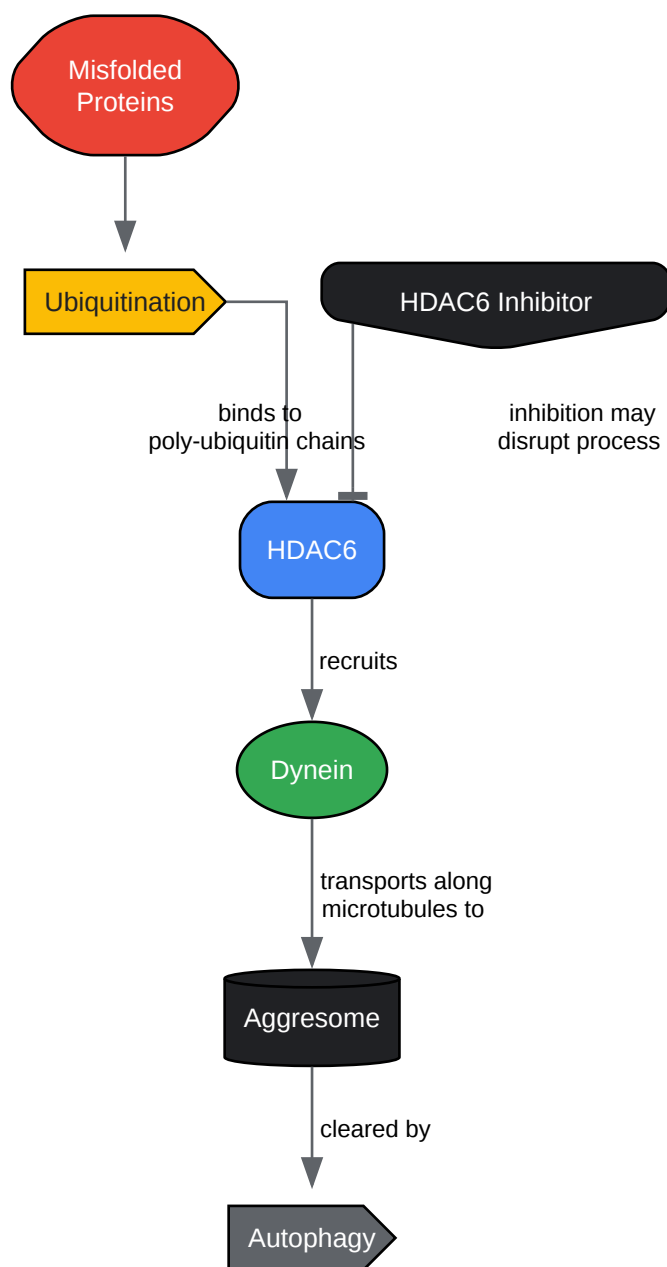 Misfolded
Proteins
Ubiquitination
HDAC6 Inhibitor
binds to
poly-ubiquitin chains
inhibition may
disrupt process
HDAC6
recruits
Dynein
transports along
microtubules to
Aggresome
cleared by
Autophagy